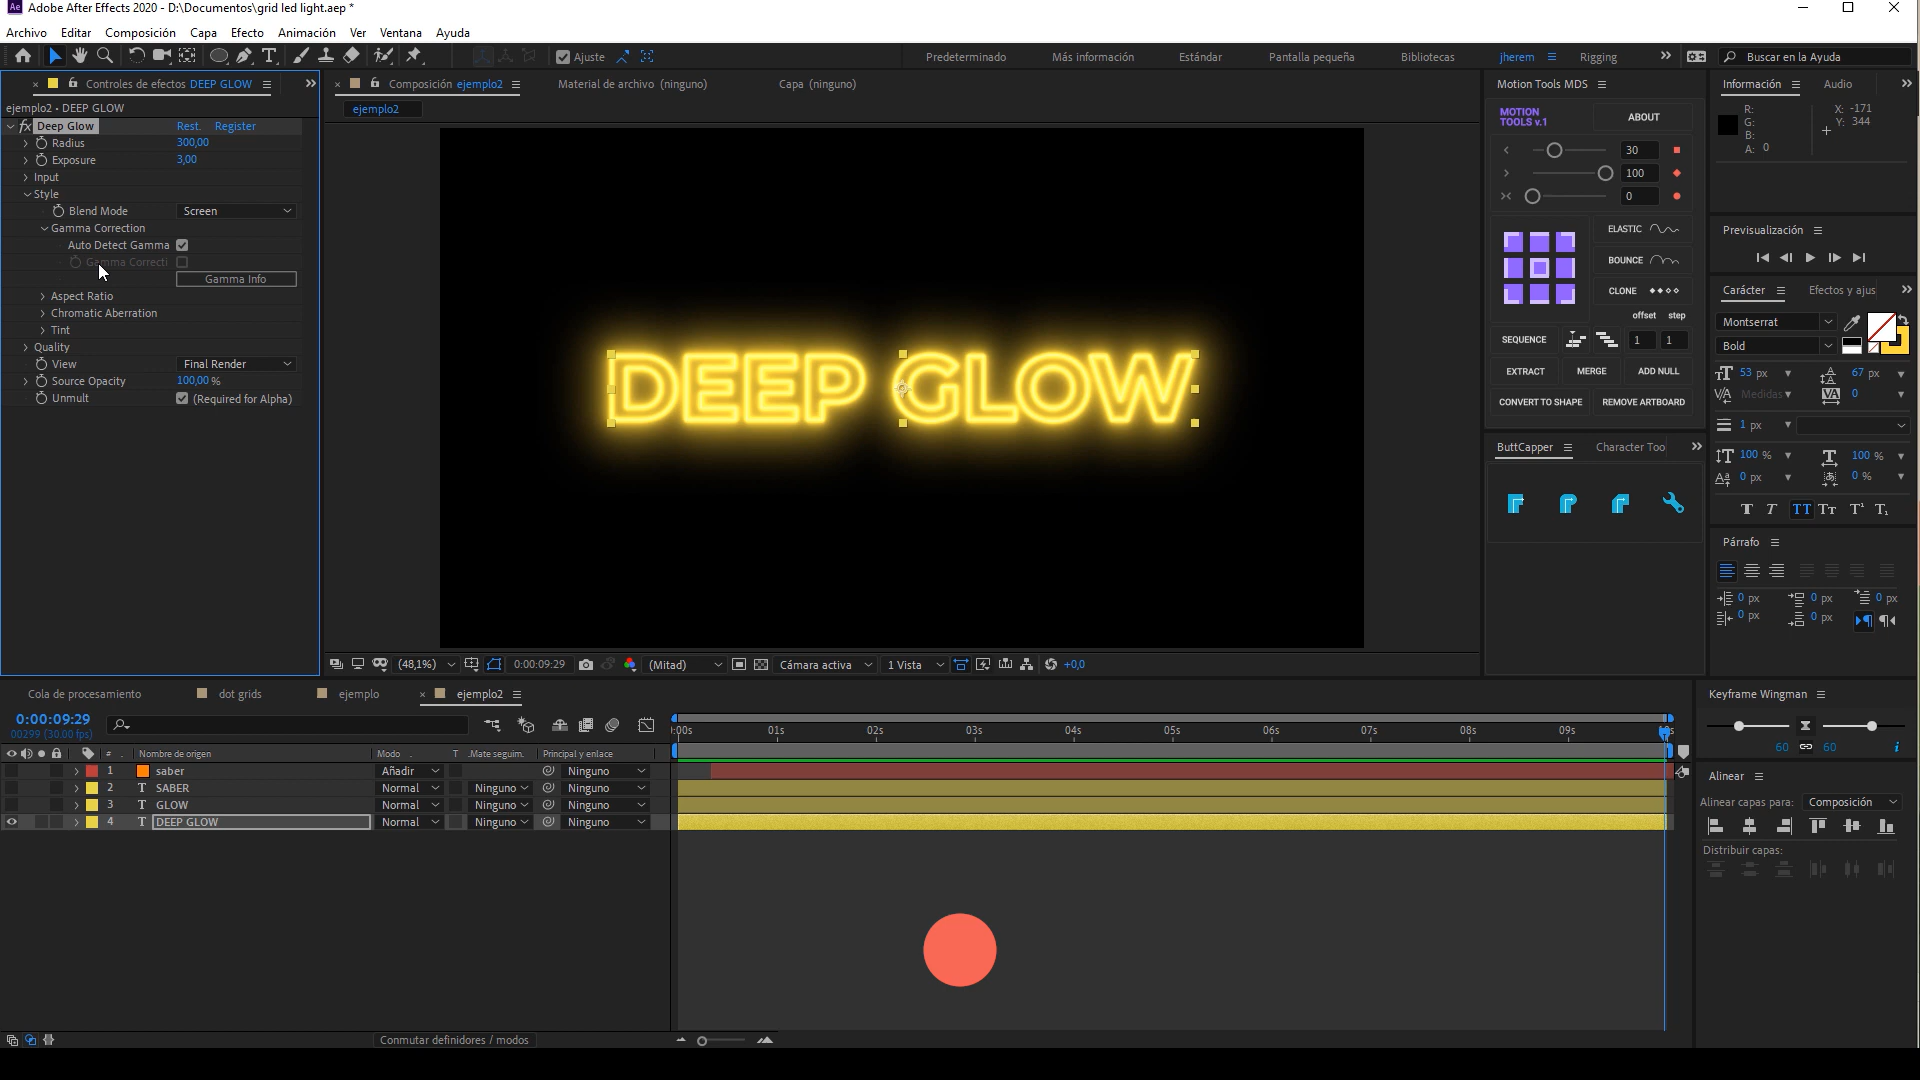 Ae Adobe After Effects 2020 - D:\Documentos\grid led light.aep *
Archivo Editar Composición Capa Efecto Animación Ver Ventana Ayuda
Ajuste Predeterminado Más información Estándar Pantalla pequeña Bibliotecas jherem Rigging Buscar en la Ayuda
Controles de efectos DEEP GLOW
ejemplo2 • DEEP GLOW
fx Deep Glow Rest. Register
Radius 300,00
Exposure 3,00
Input
Style
Blend Mode Screen
Gamma Correction
Auto Detect Gamma
Gamma Correcti
Gamma Info
Aspect Ratio
Chromatic Aberration
Tint
Quality
View Final Render
Source Opacity 100,00 %
Unmult (Required for Alpha)
Composición ejemplo2 Material de archivo (ninguno) Capa (ninguno)
ejemplo2
DEEP GLOW
(48,1%) 0:00:09:29 (Mitad) Cámara activa 1 Vista +0,0
Motion Tools MDS
MOTION
TOOLS v.1
ABOUT
30
100
0
ELASTIC
BOUNCE
CLONE
offset step
SEQUENCE 1 1
EXTRACT MERGE ADD NULL
CONVERT TO SHAPE REMOVE ARTBOARD
ButtCapper Character Too
Información Audio
R:
G:
B:
A: 0
X: -171
Y: 344
Previsualización
Carácter Efectos y ajus
Montserrat
Bold
53 px 67 px
Medidas 0
1 px
100 % 100 %
0 px 0 %
Párrafo
0 px 0 px 0 px
0 px 0 px
Cola de procesamiento dot grids ejemplo ejemplo2
0:00:09:29
00299 (30.00 fps)
# Nombre de origen Modo T .Mate seguim. Principal y enlace
1 saber Añadir Ninguno
2 T SABER Normal Ninguno Ninguno
3 T GLOW Normal Ninguno Ninguno
4 T DEEP GLOW Normal Ninguno Ninguno
:00s 01s 02s 03s 04s 05s 06s 07s 08s 09s
Conmutar definidores / modos
Keyframe Wingman
60 60 i
Alinear
Alinear capas para: Composición
Distribuir capas: